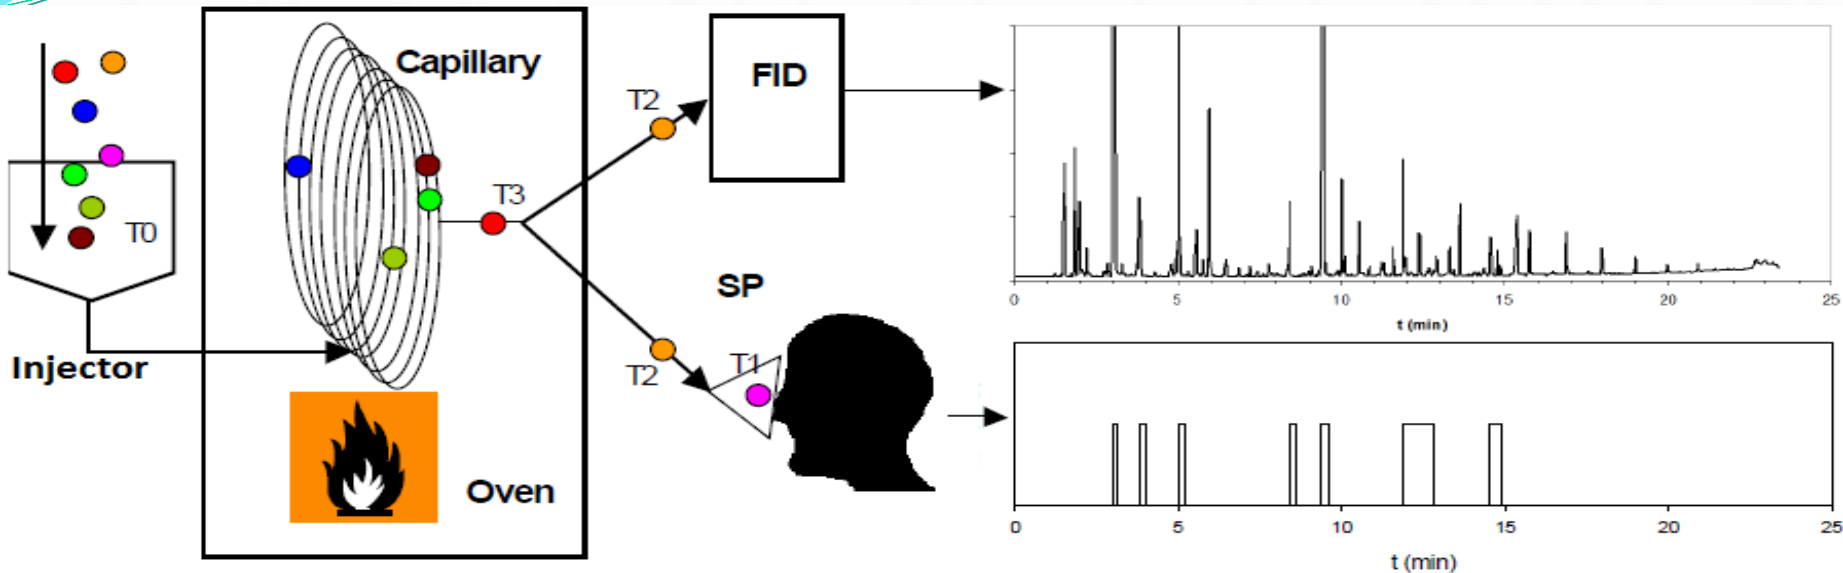 Capillary
FID
T2
T3
T0
SP
T1
T2
Injector
Oven
0 5 10 15 20 25
t (min)
0 5 10 15 20 25
t (min)